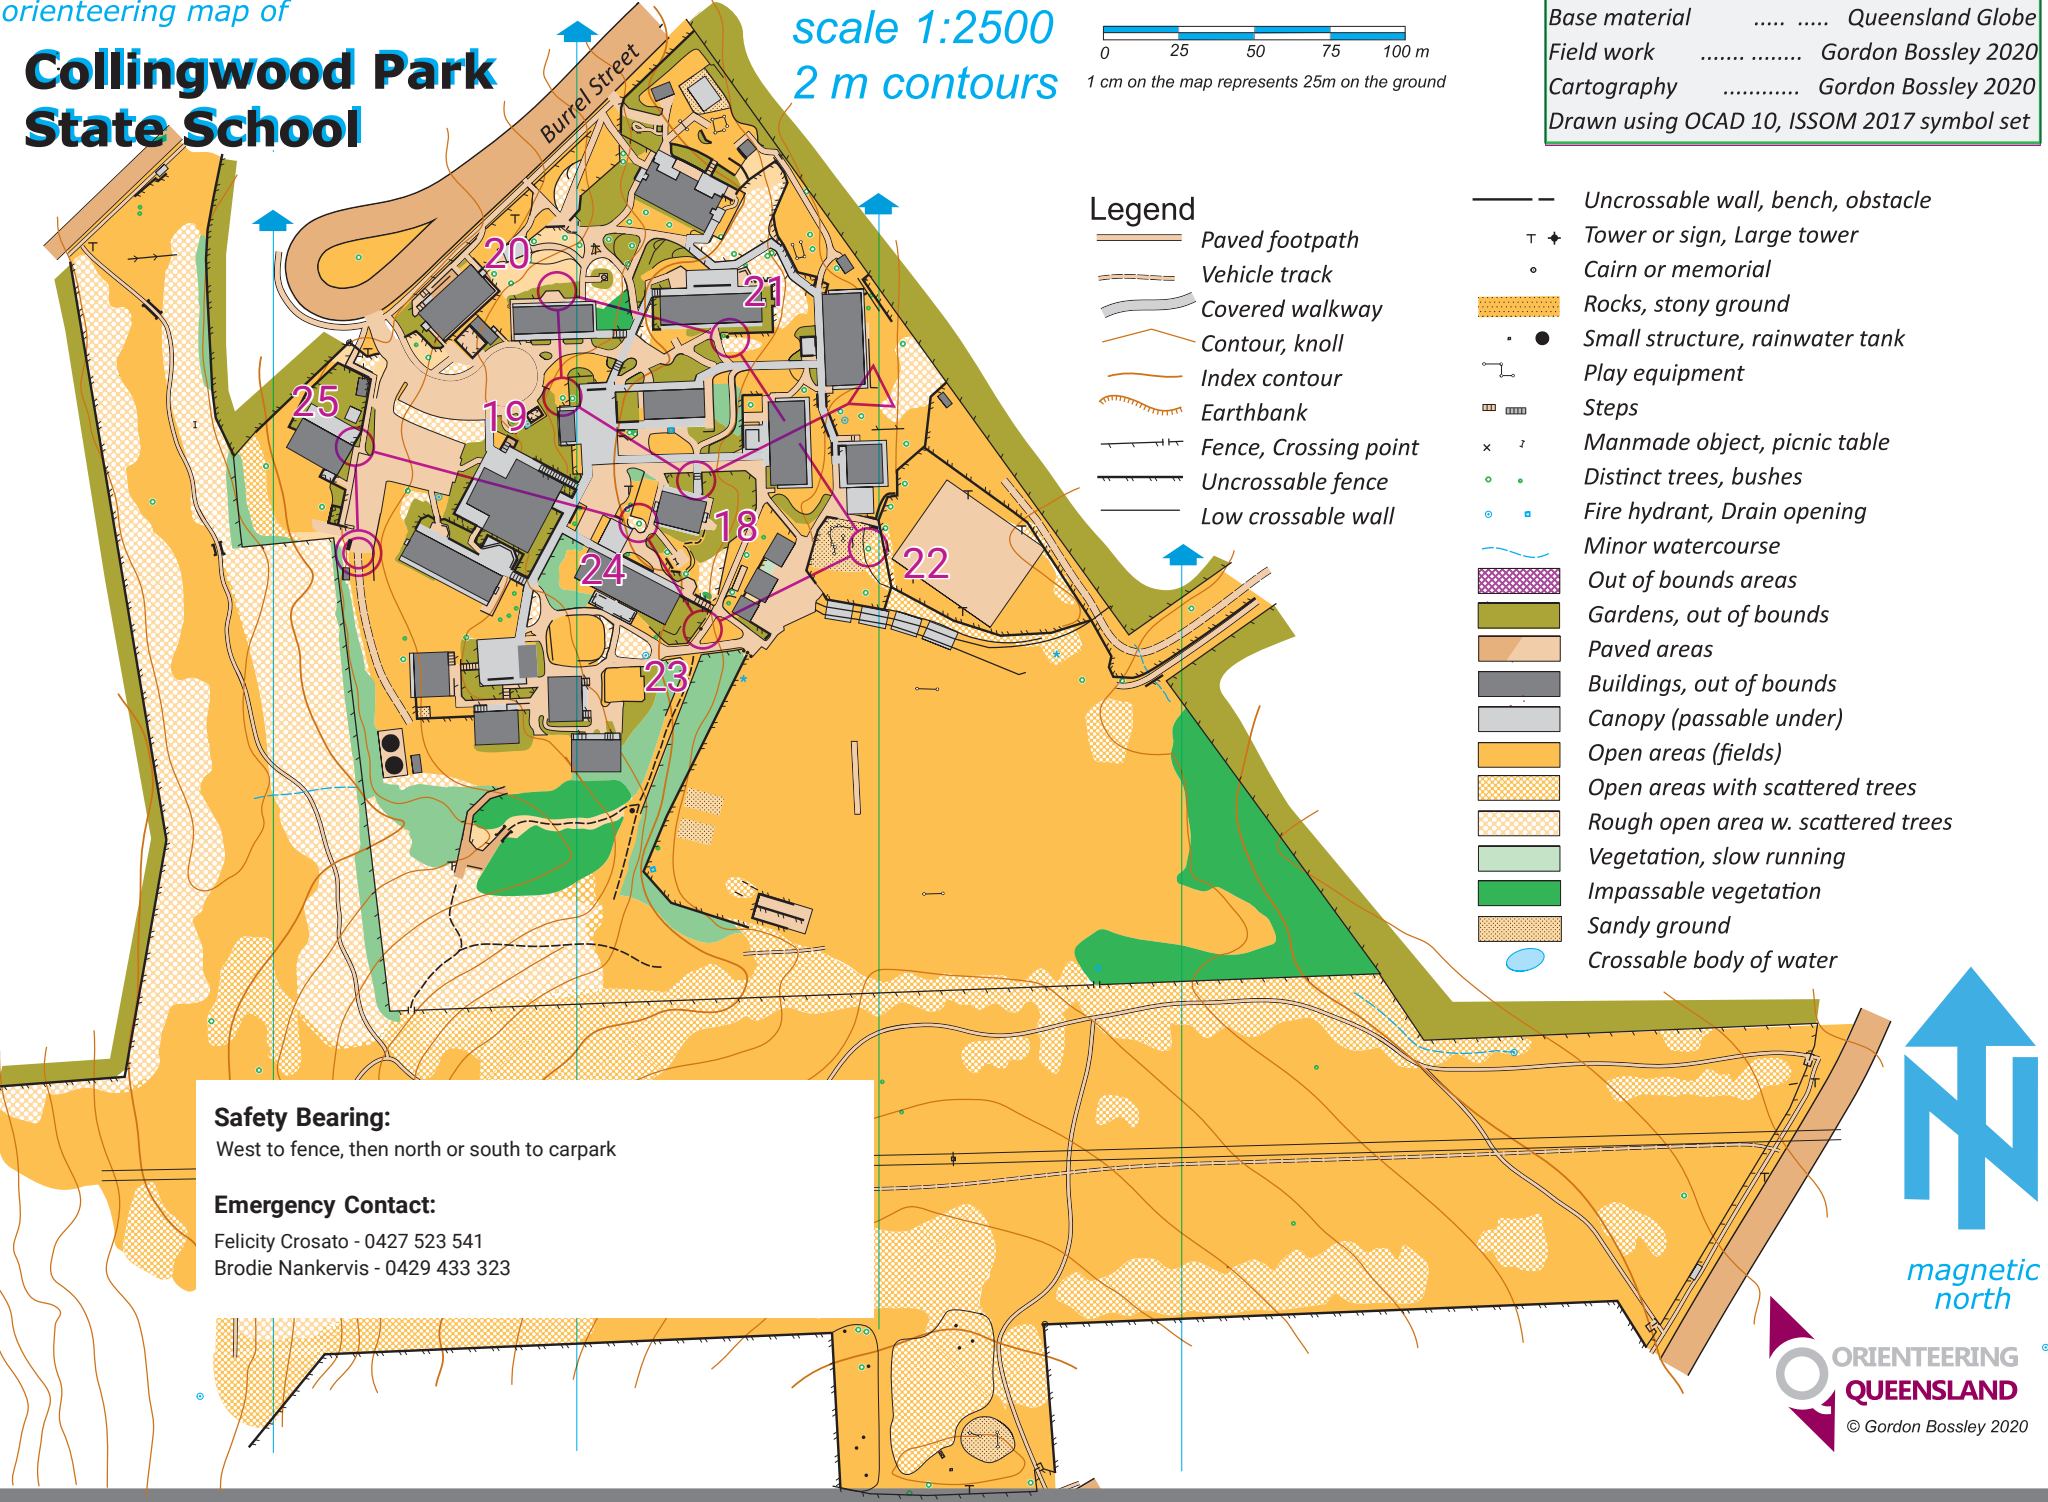 orienteering map of
Collingwood Park
State School
scale 1:2500
2 m contours
0 25 50 75 100 m
1 cm on the map represents 25m on the ground
Base material ..... ..... Queensland Globe
Field work ....... ........ Gordon Bossley 2020
Cartography ............ Gordon Bossley 2020
Drawn using OCAD 10, ISSOM 2017 symbol set
Burrel Street
20
21
25
19
18
24
22
23
Legend
Paved footpath
Vehicle track
Covered walkway
Contour, knoll
Index contour
Earthbank
Fence, Crossing point
Uncrossable fence
Low crossable wall
Uncrossable wall, bench, obstacle
Tower or sign, Large tower
Cairn or memorial
Rocks, stony ground
Small structure, rainwater tank
Play equipment
Steps
Manmade object, picnic table
Distinct trees, bushes
Fire hydrant, Drain opening
Minor watercourse
Out of bounds areas
Gardens, out of bounds
Paved areas
Buildings, out of bounds
Canopy (passable under)
Open areas (fields)
Open areas with scattered trees
Rough open area w. scattered trees
Vegetation, slow running
Impassable vegetation
Sandy ground
Crossable body of water
Safety Bearing:
West to fence, then north or south to carpark
Emergency Contact:
Felicity Crosato - 0427 523 541
Brodie Nankervis - 0429 433 323
N
magnetic
north
ORIENTEERING
QUEENSLAND
© Gordon Bossley 2020